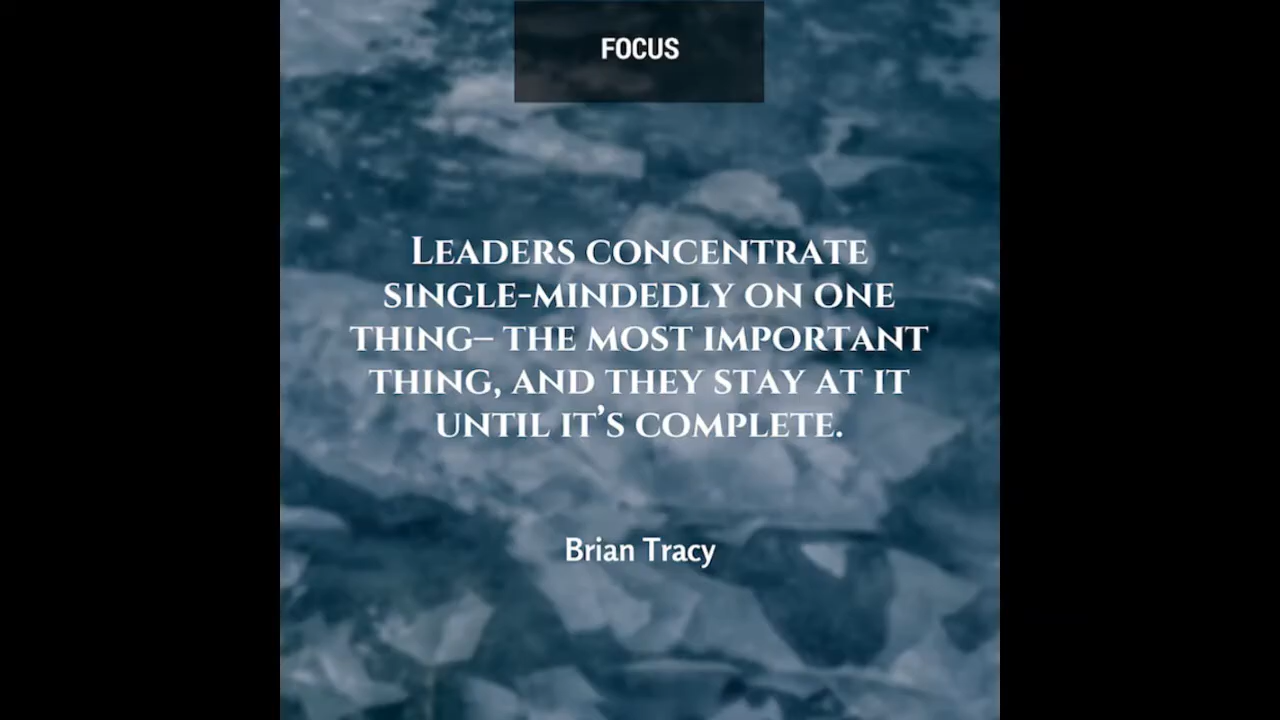 FOCUS
Leaders concentrate
single-mindedly on one
thing– the most important
thing, and they stay at it
until it’s complete.
Brian Tracy